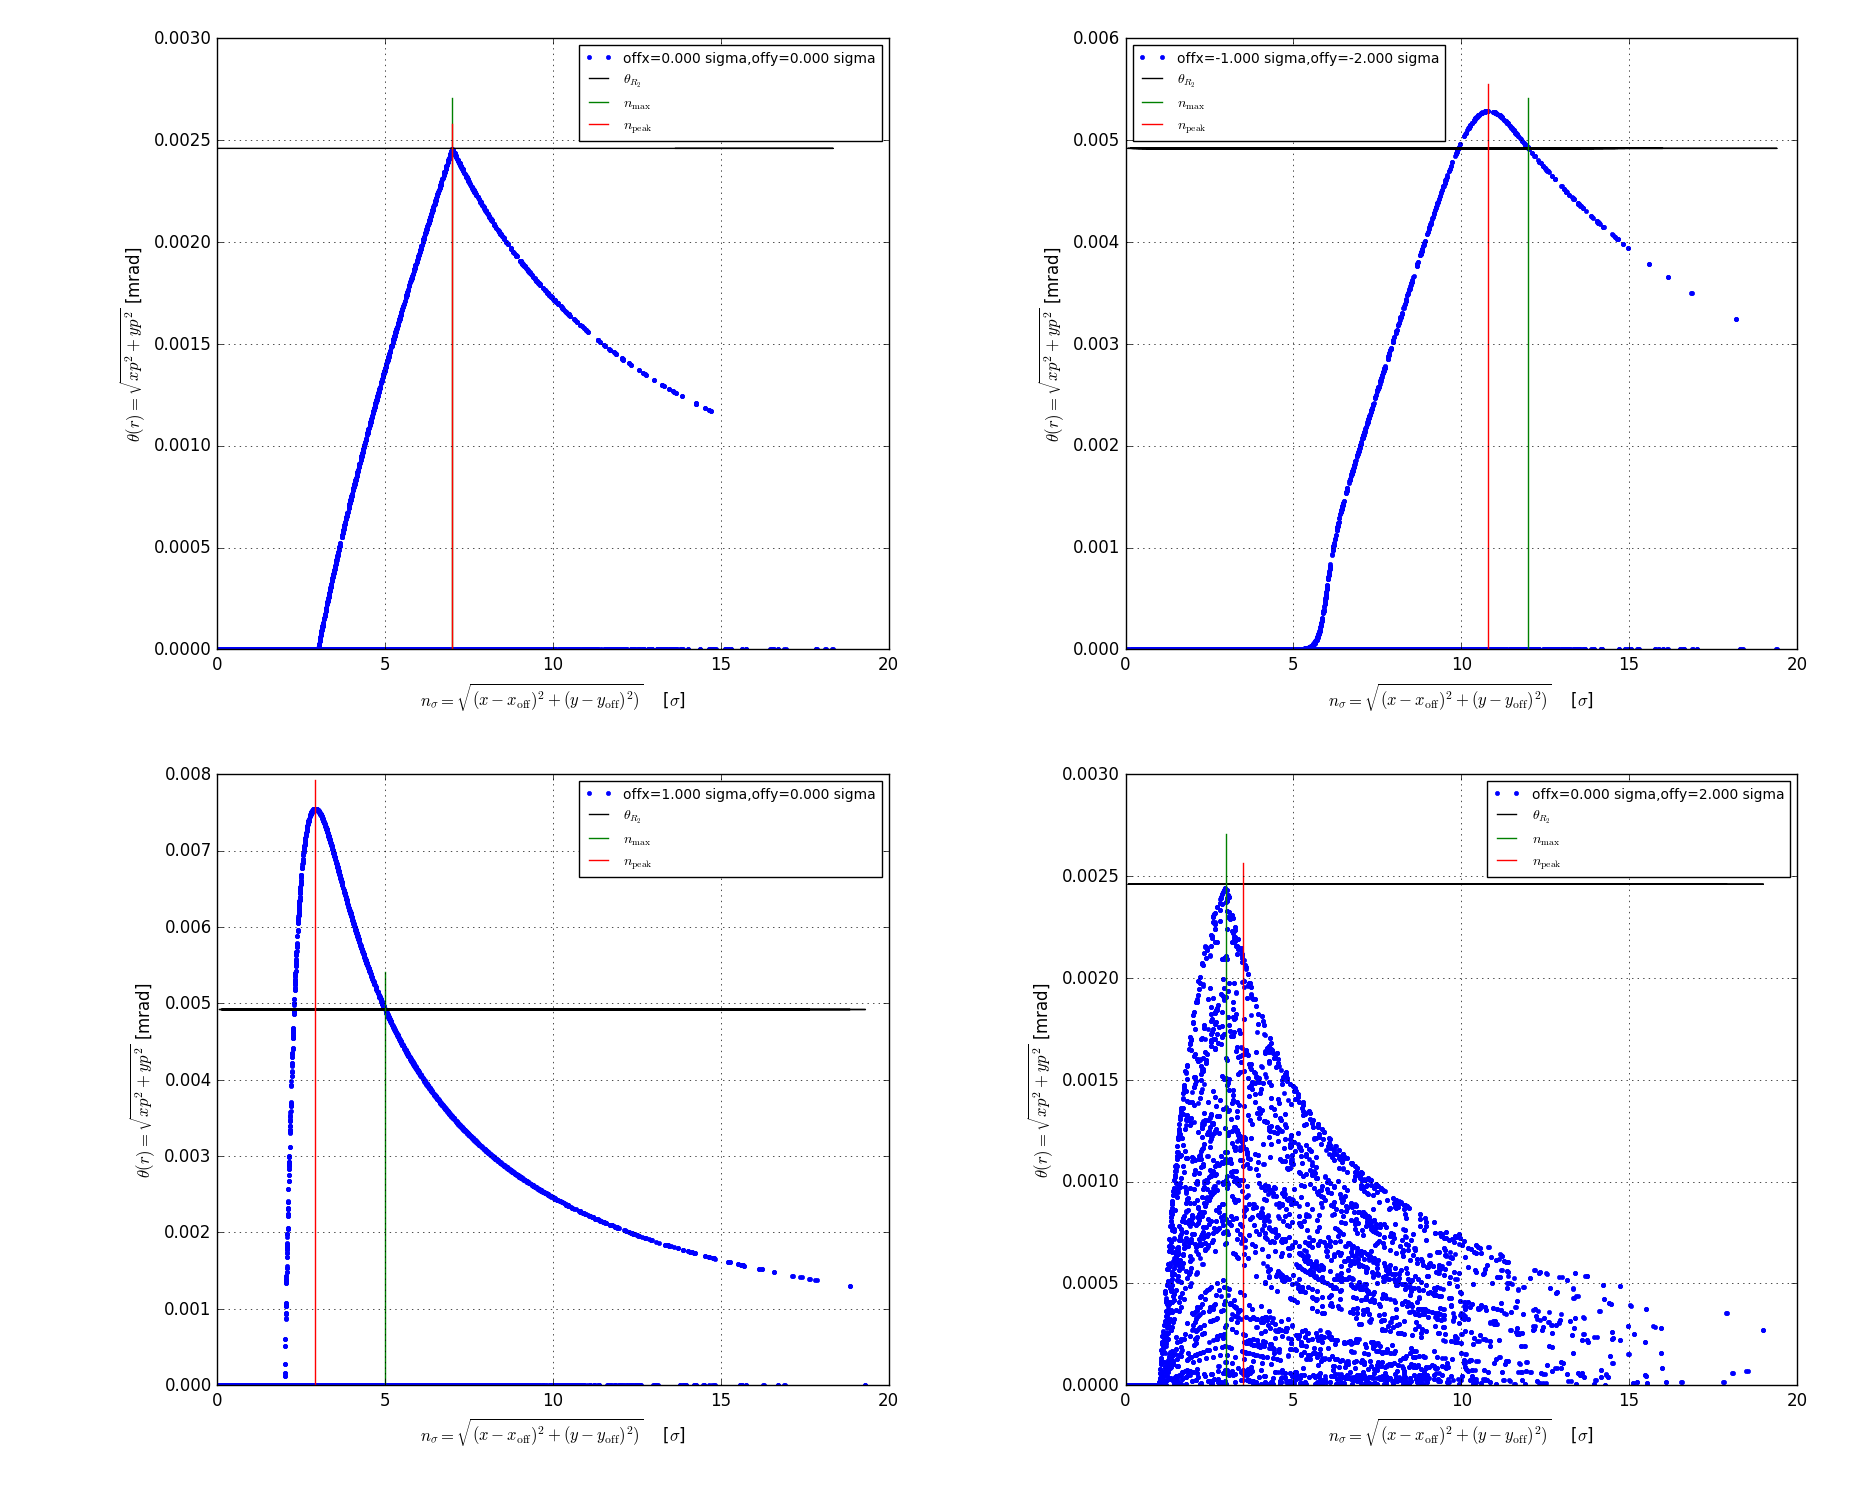 0.0030
0.0025
0.0020
0.0015
0.0010
0.0005
0.0000
0 5 10 15 20
θ(r) = √(xp² + yp²) [mrad]
n_σ = √((x − x_off)² + (y − y_off)²) [σ]
offx=0.000 sigma,offy=0.000 sigma
θ_R₂
n_max
n_peak
0.006
0.005
0.004
0.003
0.002
0.001
0.000
0 5 10 15 20
θ(r) = √(xp² + yp²) [mrad]
n_σ = √((x − x_off)² + (y − y_off)²) [σ]
offx=-1.000 sigma,offy=-2.000 sigma
θ_R₂
n_max
n_peak
0.008
0.007
0.006
0.005
0.004
0.003
0.002
0.001
0.000
0 5 10 15 20
θ(r) = √(xp² + yp²) [mrad]
n_σ = √((x − x_off)² + (y − y_off)²) [σ]
offx=1.000 sigma,offy=0.000 sigma
θ_R₂
n_max
n_peak
0.0030
0.0025
0.0020
0.0015
0.0010
0.0005
0.0000
0 5 10 15 20
θ(r) = √(xp² + yp²) [mrad]
n_σ = √((x − x_off)² + (y − y_off)²) [σ]
offx=0.000 sigma,offy=2.000 sigma
θ_R₂
n_max
n_peak